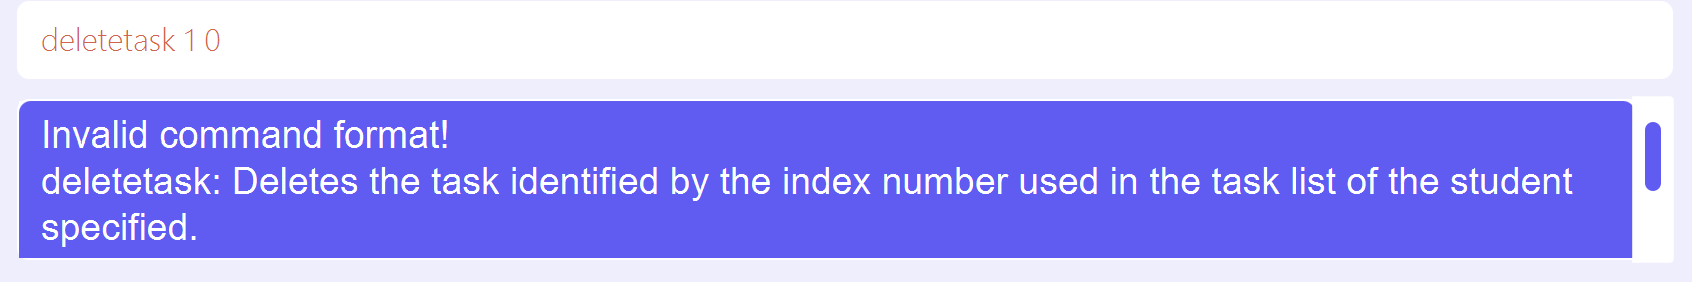 deletetask 1 0
Invalid command format!
deletetask: Deletes the task identified by the index number used in the task list of the student
specified.